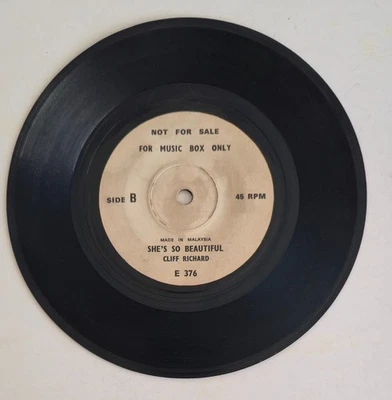 NOT FOR SALE
FOR MUSIC BOX ONLY
SIDE B 45 RPM
MADE IN MALAYSIA
SHE'S SO BEAUTIFUL
CLIFF RICHARD
E 376